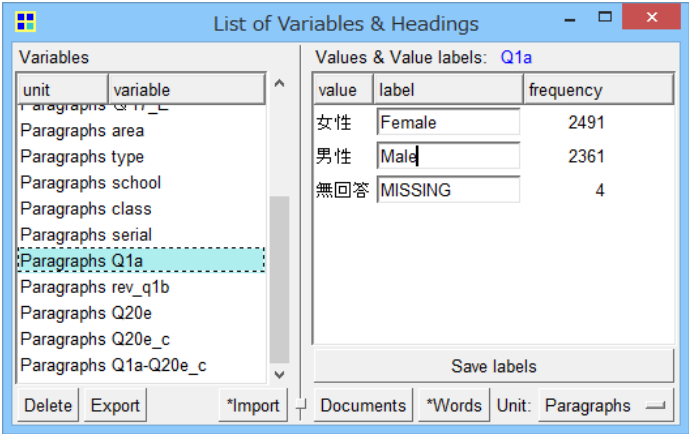 List of Variables & Headings
Variables
unit variable
Paragraphs area
Paragraphs type
Paragraphs school
Paragraphs class
Paragraphs serial
Paragraphs Q1a
Paragraphs rev_q1b
Paragraphs Q20e
Paragraphs Q20e_c
Paragraphs Q1a-Q20e_c
Delete Export *Import
Values & Value labels: Q1a
value label frequency
女性 Female 2491
男性 Male 2361
無回答 MISSING 4
Save labels
Documents *Words Unit: Paragraphs